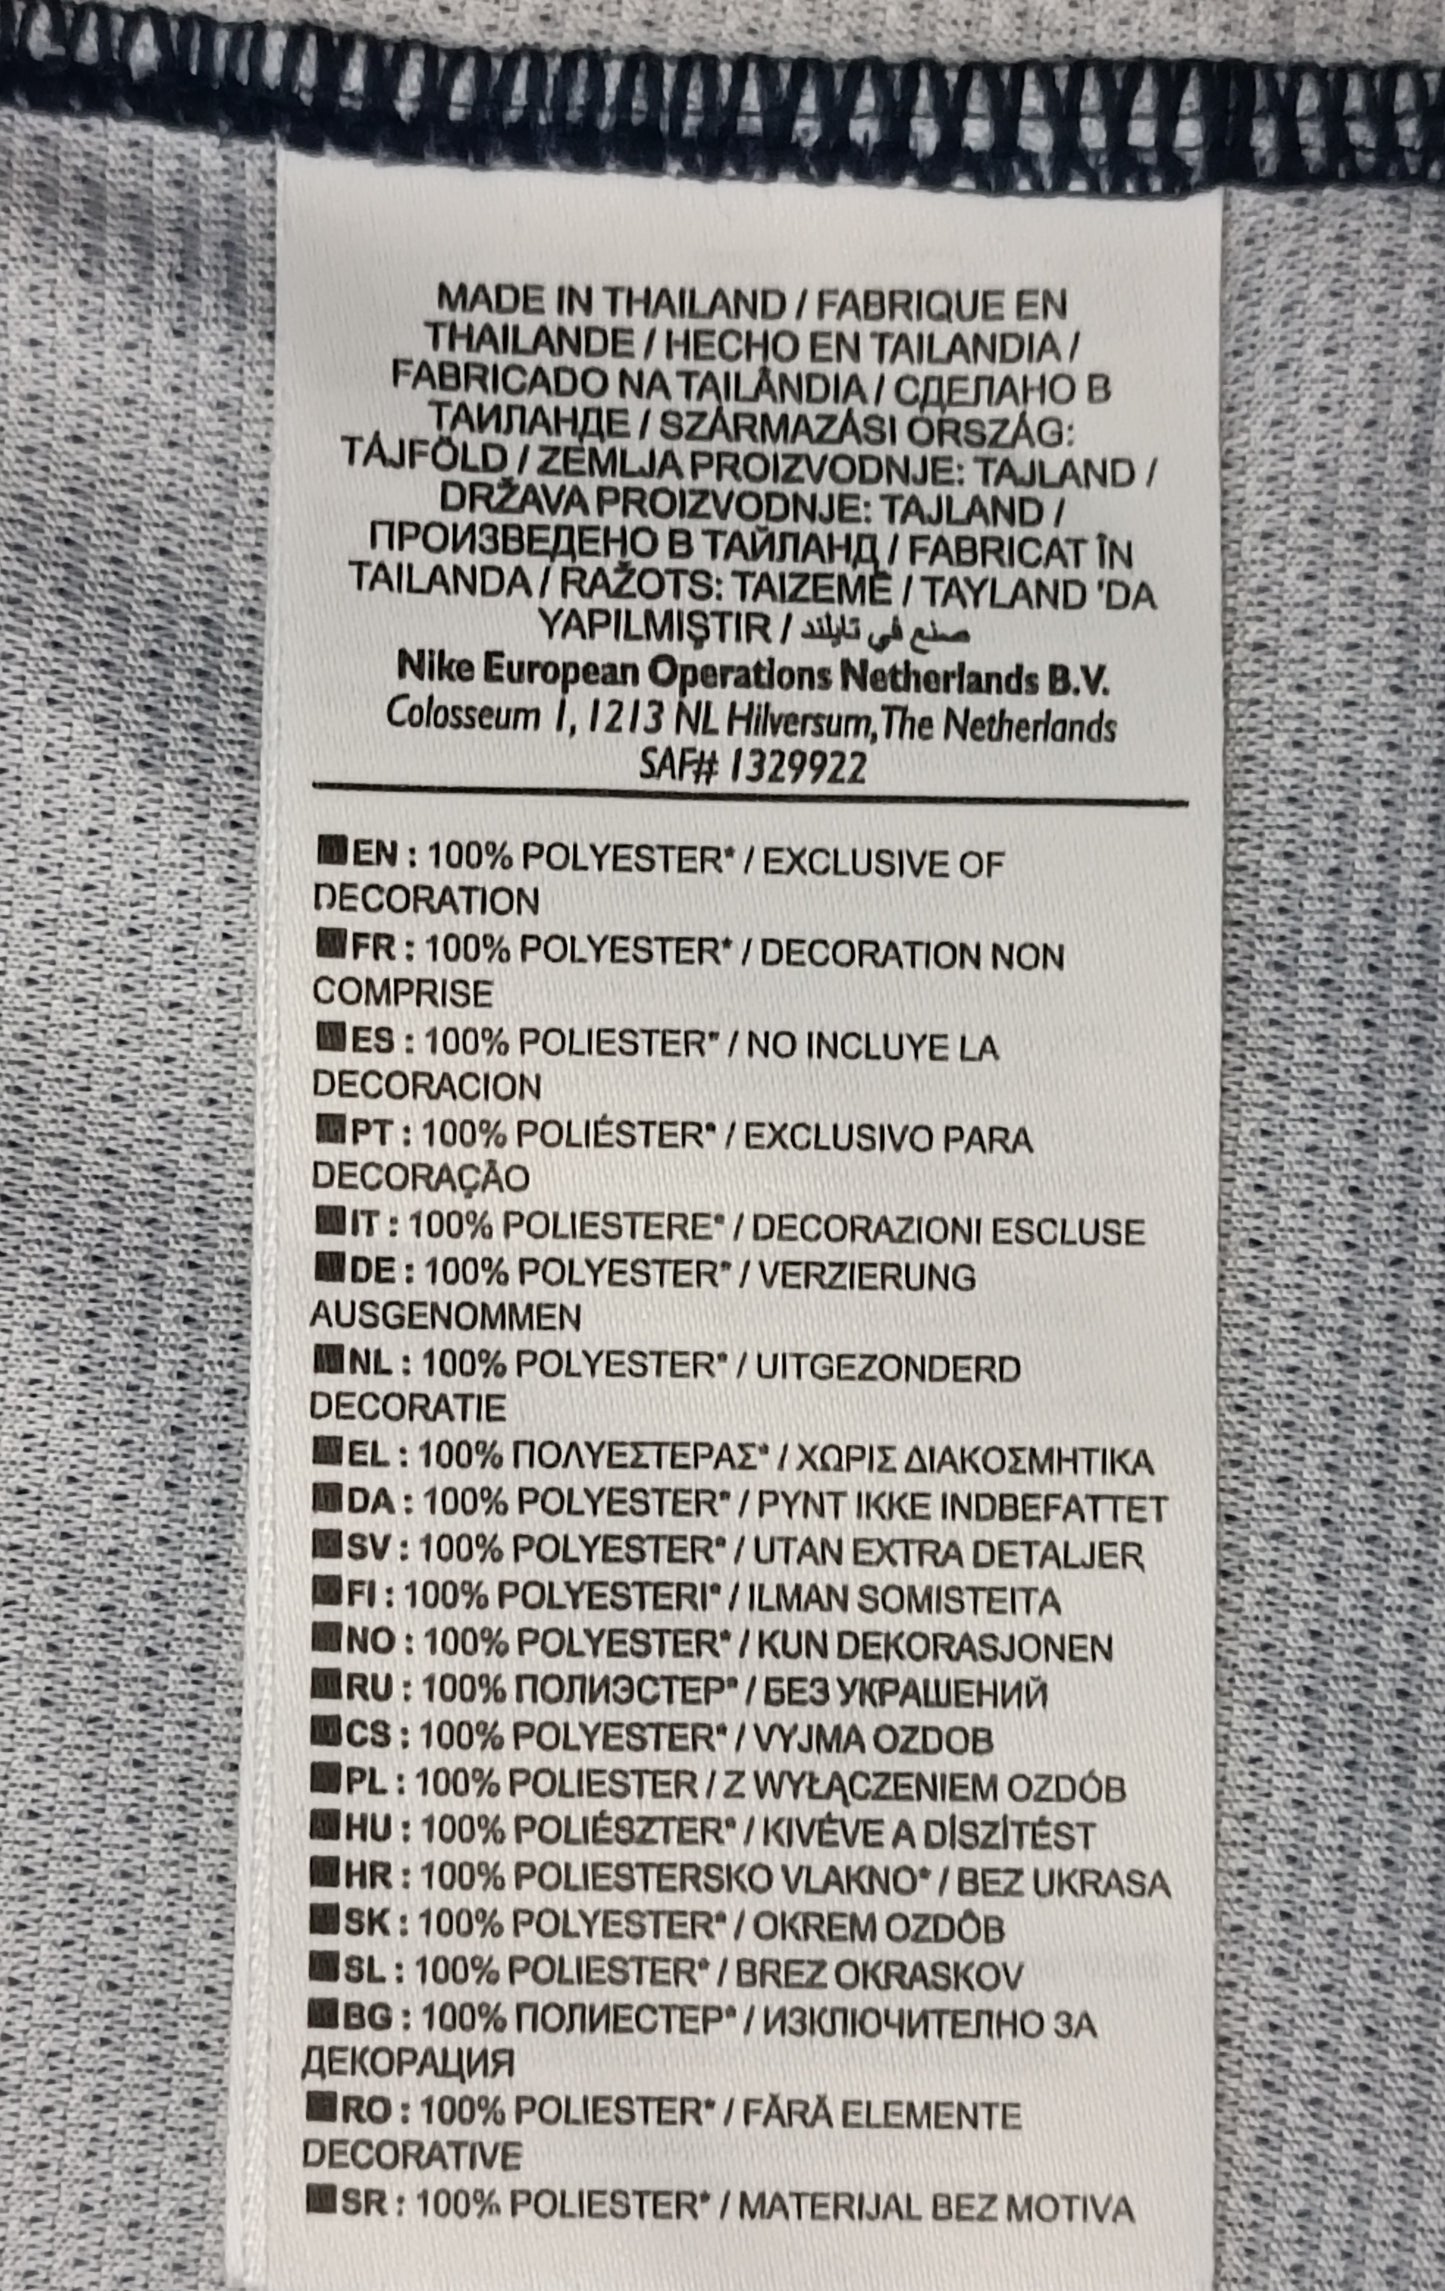 MADE IN THAILAND / FABRIQUE EN
THAILANDE / HECHO EN TAILANDIA /
FABRICADO NA TAILÂNDIA / СДЕЛАНО В
ТАИЛАНДЕ / SZÁRMAZÁSI ORSZÁG:
TÁJFÖLD / ZEMLJA PROIZVODNJE: TAJLAND /
DRŽAVA PROIZVODNJE: TAJLAND /
ПРОИЗВЕДЕНО В ТАЙЛАНД / FABRICAT ÎN
TAILANDA / RAŽOTS: TAIZEMĒ / TAYLAND 'DA
YAPILMIŞTIR / صنع في تايلند
Nike European Operations Netherlands B.V.
Colosseum 1, 1213 NL Hilversum, The Netherlands
SAF# 1329922
EN : 100% POLYESTER* / EXCLUSIVE OF
DECORATION
FR : 100% POLYESTER* / DECORATION NON
COMPRISE
ES : 100% POLIESTER* / NO INCLUYE LA
DECORACION
PT : 100% POLIÉSTER* / EXCLUSIVO PARA
DECORAÇÃO
IT : 100% POLIESTERE* / DECORAZIONI ESCLUSE
DE : 100% POLYESTER* / VERZIERUNG
AUSGENOMMEN
NL : 100% POLYESTER* / UITGEZONDERD
DECORATIE
EL : 100% ΠΟΛΥΕΣΤΕΡΑΣ* / ΧΩΡΙΣ ΔΙΑΚΟΣΜΗΤΙΚΑ
DA : 100% POLYESTER* / PYNT IKKE INDBEFATTET
SV : 100% POLYESTER* / UTAN EXTRA DETALJER
FI : 100% POLYESTERI* / ILMAN SOMISTEITA
NO : 100% POLYESTER* / KUN DEKORASJONEN
RU : 100% ПОЛИЭСТЕР* / БЕЗ УКРАШЕНИЙ
CS : 100% POLYESTER* / VYJMA OZDOB
PL : 100% POLIESTER / Z WYŁĄCZENIEM OZDÓB
HU : 100% POLIÉSZTER* / KIVÉVE A DÍSZÍTÉST
HR : 100% POLIESTERSKO VLAKNO* / BEZ UKRASA
SK : 100% POLYESTER* / OKREM OZDÔB
SL : 100% POLIESTER* / BREZ OKRASKOV
BG : 100% ПОЛИЕСТЕР* / ИЗКЛЮЧИТЕЛНО ЗА
ДЕКОРАЦИЯ
RO : 100% POLIESTER* / FĂRĂ ELEMENTE
DECORATIVE
SR : 100% POLIESTER* / MATERIJAL BEZ MOTIVA